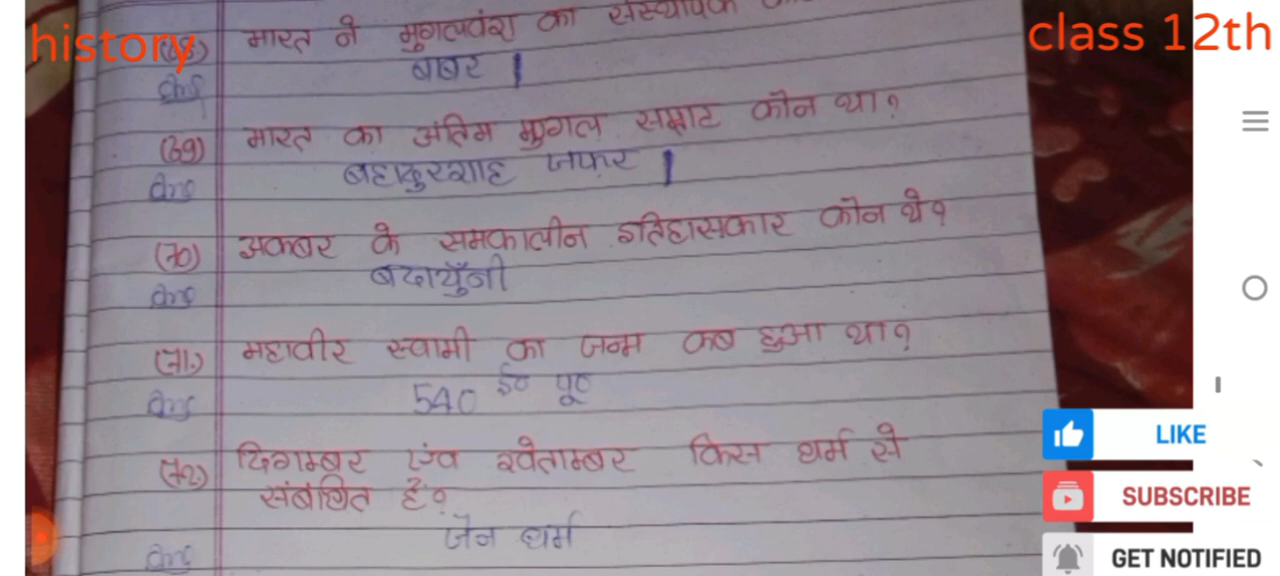 history
class 12th
(68.) भारत ने मुगलवंश का संस्थापक
Ans बाबर |
(69) भारत का अंतिम मुगल सम्राट कौन था?
Ans बहादुरशाह जफ़र |
(70) अकबर के समकालीन इतिहासकार कौन थे?
Ans बदायुँनी
(71.) महावीर स्वामी का जन्म कब हुआ था?
Ans 540 ई० पू०
(72.) दिगम्बर एंव श्वेताम्बर किस धर्म से
संबंधित हैं?
Ans जैन धर्म
LIKE
SUBSCRIBE
GET NOTIFIED